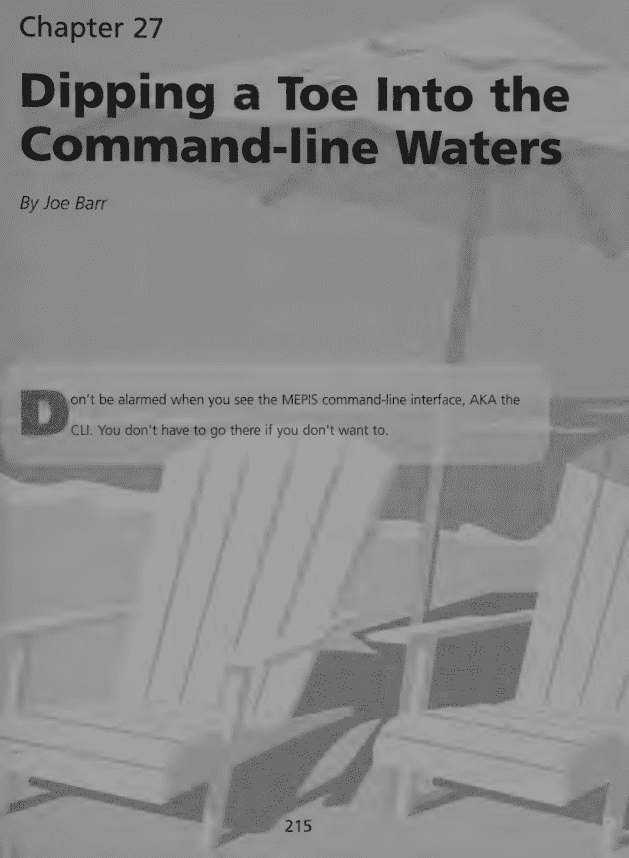 Chapter 27
Dipping a Toe Into the
Command-line Waters
By Joe Barr
Don't be alarmed when you see the MEPIS command-line interface, AKA the
CLI. You don't have to go there if you don't want to.
215